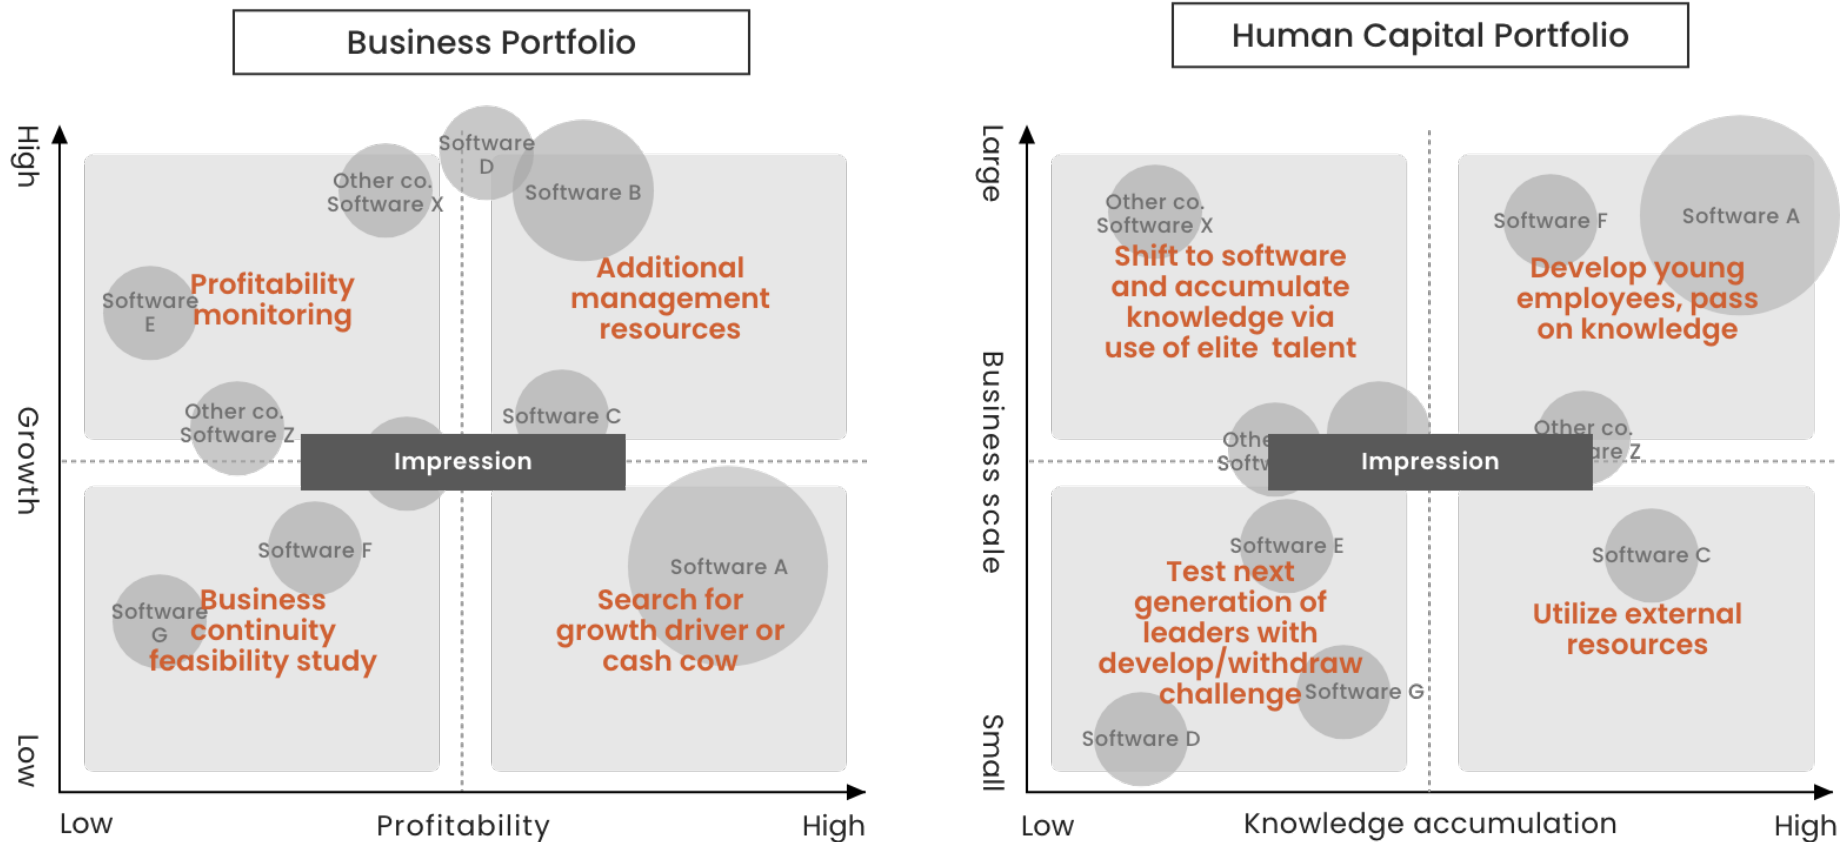 Business Portfolio
High
Growth
Low
Software
D
Other co.
Software X
Software B
Software
E
Profitability
monitoring
Additional
management
resources
Other co.
Software Z
Software C
Impression
Software F
Software A
Software
G
Business
continuity
feasibility study
Search for
growth driver or
cash cow
Low
Profitability
High
Human Capital Portfolio
Large
Business scale
Small
Other co.
Software X
Shift to software
and accumulate
knowledge via
use of elite talent
Software F
Software A
Develop young
employees, pass
on knowledge
Other co.
Impression
Software E
Test next
generation of
leaders with
develop/withdraw
challenge
Software G
Software D
Software C
Utilize external
resources
Low
Knowledge accumulation
High